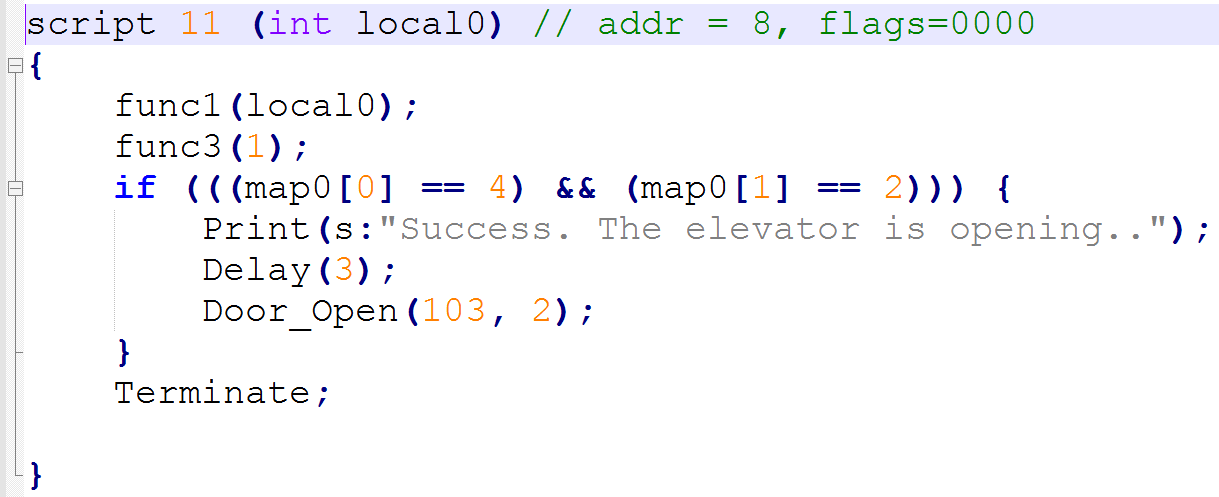 script 11 (int local0) // addr = 8, flags=0000
{
func1(local0);
func3(1);
if (((map0[0] == 4) && (map0[1] == 2))) {
Print(s:"Success. The elevator is opening..");
Delay(3);
Door_Open(103, 2);
}
Terminate;
}